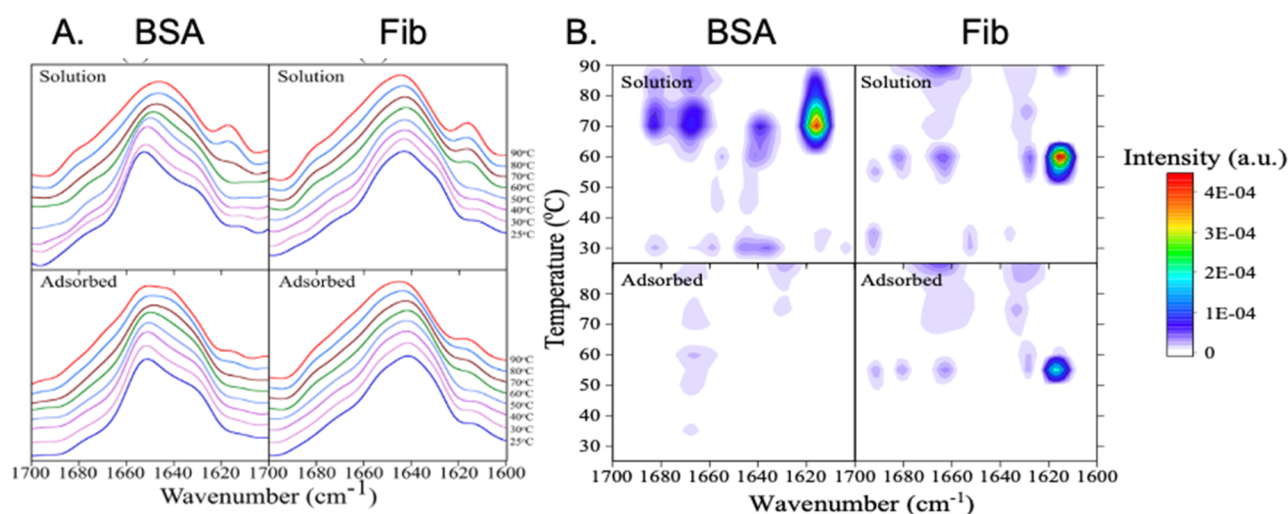 A. BSA Fib B. BSA Fib
Solution Solution
90°C
80°C
70°C
60°C
50°C
40°C
30°C
25°C
Adsorbed Adsorbed
90°C
80°C
70°C
60°C
50°C
40°C
30°C
25°C
1700 1680 1660 1640 1620 1700 1680 1660 1640 1620 1600
Wavenumber (cm-1)
Temperature (ºC)
Solution Solution
90
80
70
60
50
40
30
Adsorbed Adsorbed
80
70
60
50
40
30
1700 1680 1660 1640 1620 1700 1680 1660 1640 1620 1600
Wavenumber (cm-1)
Intensity (a.u.)
4E-04
3E-04
2E-04
1E-04
0